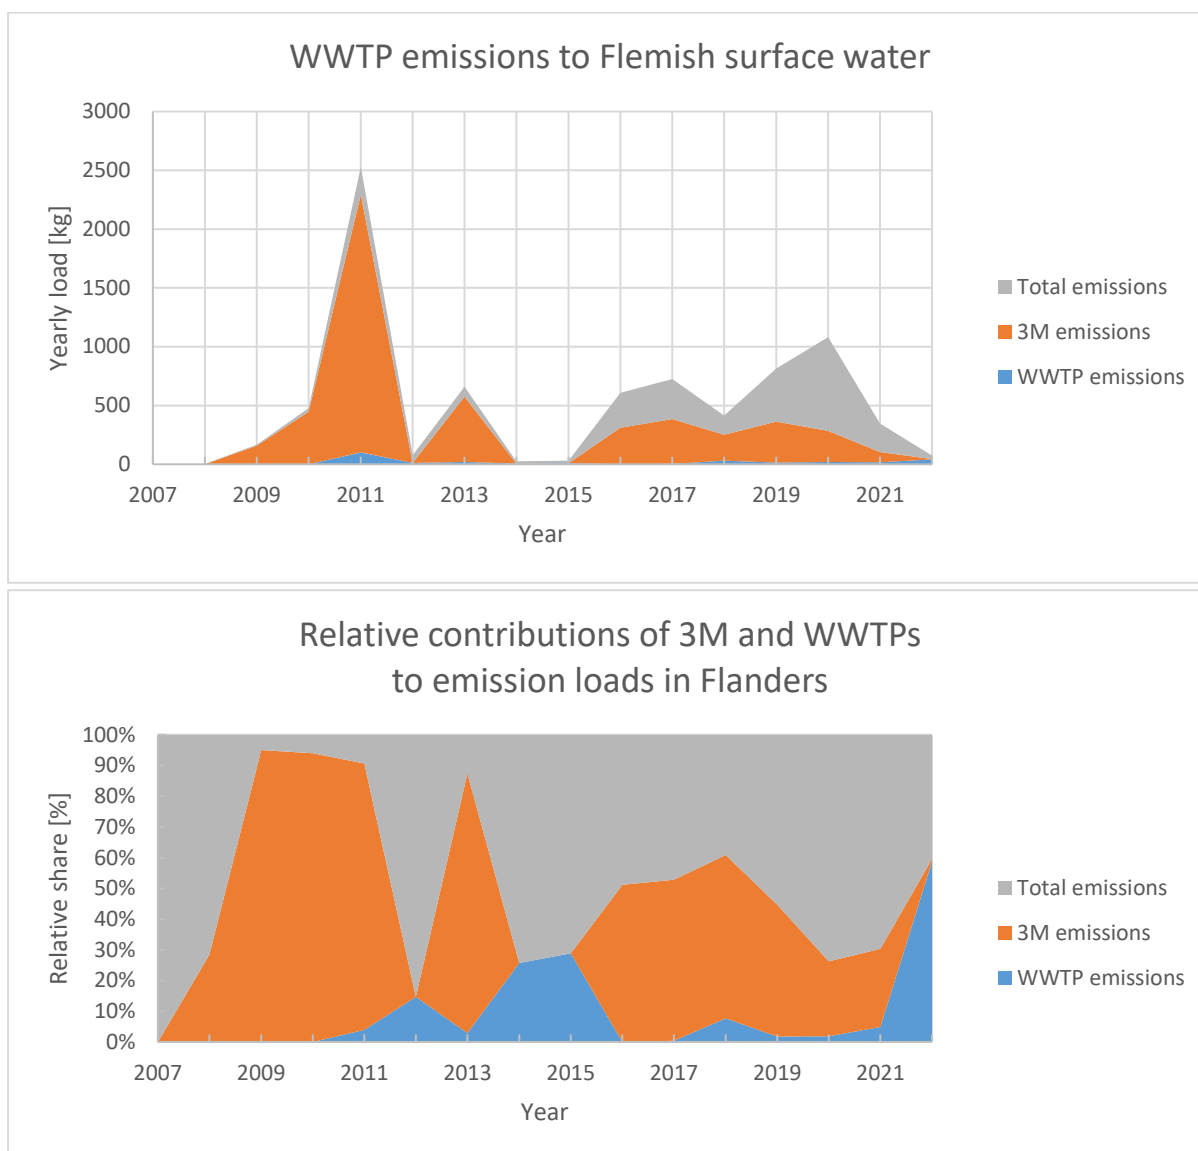 WWTP emissions to Flemish surface water
3000
2500
2000
1500
1000
500
0
Yearly load [kg]
2007 2009 2011 2013 2015 2017 2019 2021
Year
Total emissions
3M emissions
WWTP emissions
Relative contributions of 3M and WWTPs
to emission loads in Flanders
100%
90%
80%
70%
60%
50%
40%
30%
20%
10%
0%
Relative share [%]
2007 2009 2011 2013 2015 2017 2019 2021
Year
Total emissions
3M emissions
WWTP emissions